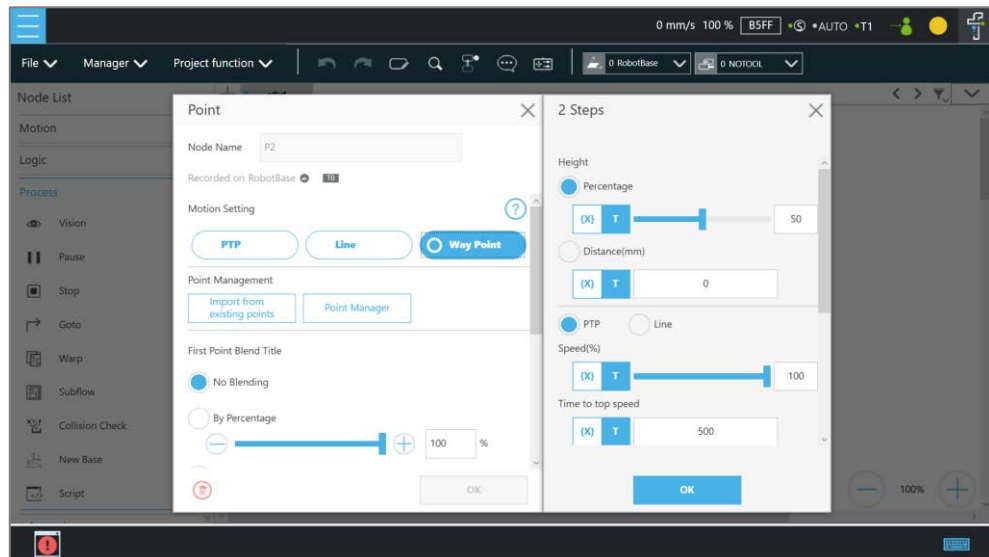 0 mm/s 100 % B5FF •Ⓢ •AUTO •T1
File Manager Project function 0 RobotBase 0 NOTOOL
Node List
Motion
Logic
Process
Vision
Pause
Stop
Goto
Warp
Subflow
Collision Check
New Base
Script
Point
Node Name P2
Recorded on RobotBase T0
Motion Setting
PTP Line Way Point
Point Management
Import from
existing points
Point Manager
First Point Blend Title
No Blending
By Percentage
100 %
OK
2 Steps
Height
Percentage
{X} T 50
Distance(mm)
{X} T 0
PTP Line
Speed(%)
{X} T 100
Time to top speed
{X} T 500
OK
100%